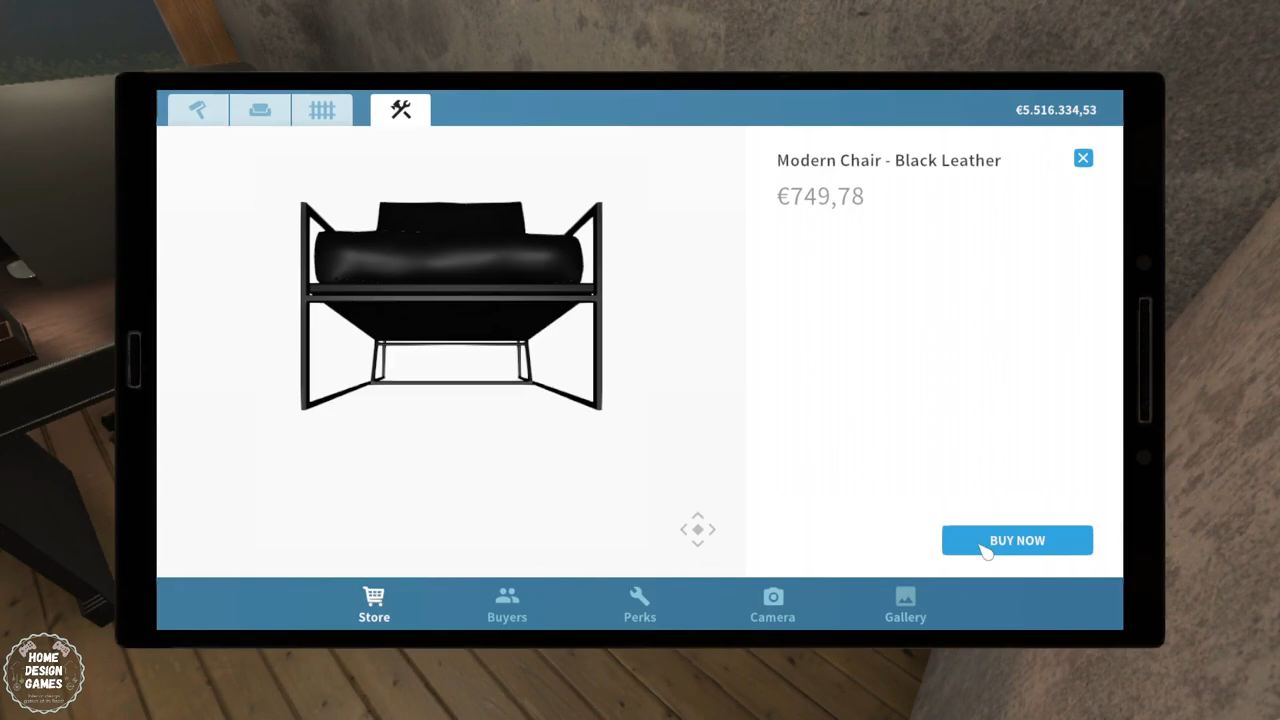 €5.516.334,53
Modern Chair - Black Leather
€749,78
BUY NOW
Store
Buyers
Perks
Camera
Gallery
HOME
DESIGN
GAMES